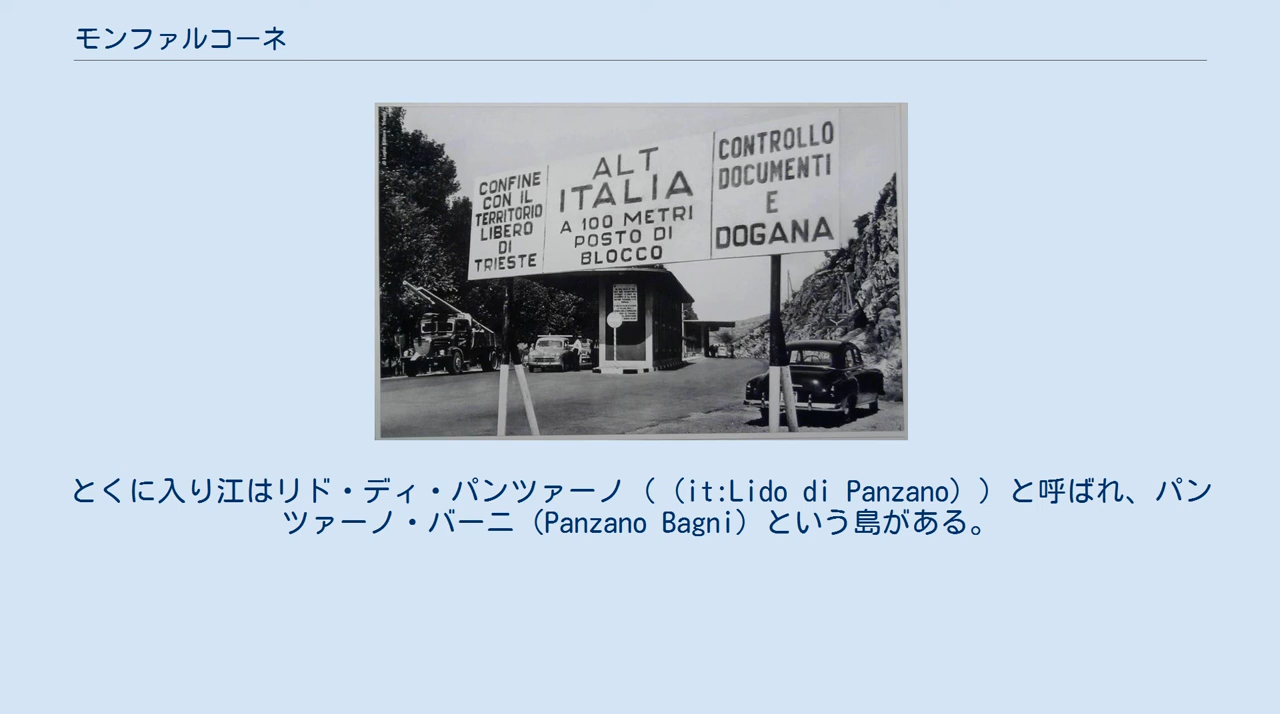 モンファルコーネ
CONFINE
CON IL
TERRITORIO
LIBERO
DI
TRIESTE
ALT
ITALIA
A 100 METRI
POSTO DI
BLOCCO
CONTROLLO
DOCUMENTI
E
DOGANA
とくに入り江はリド・ディ・パンツァーノ（（it:Lido di Panzano））と呼ばれ、パン
ツァーノ・バーニ（Panzano Bagni）という島がある。